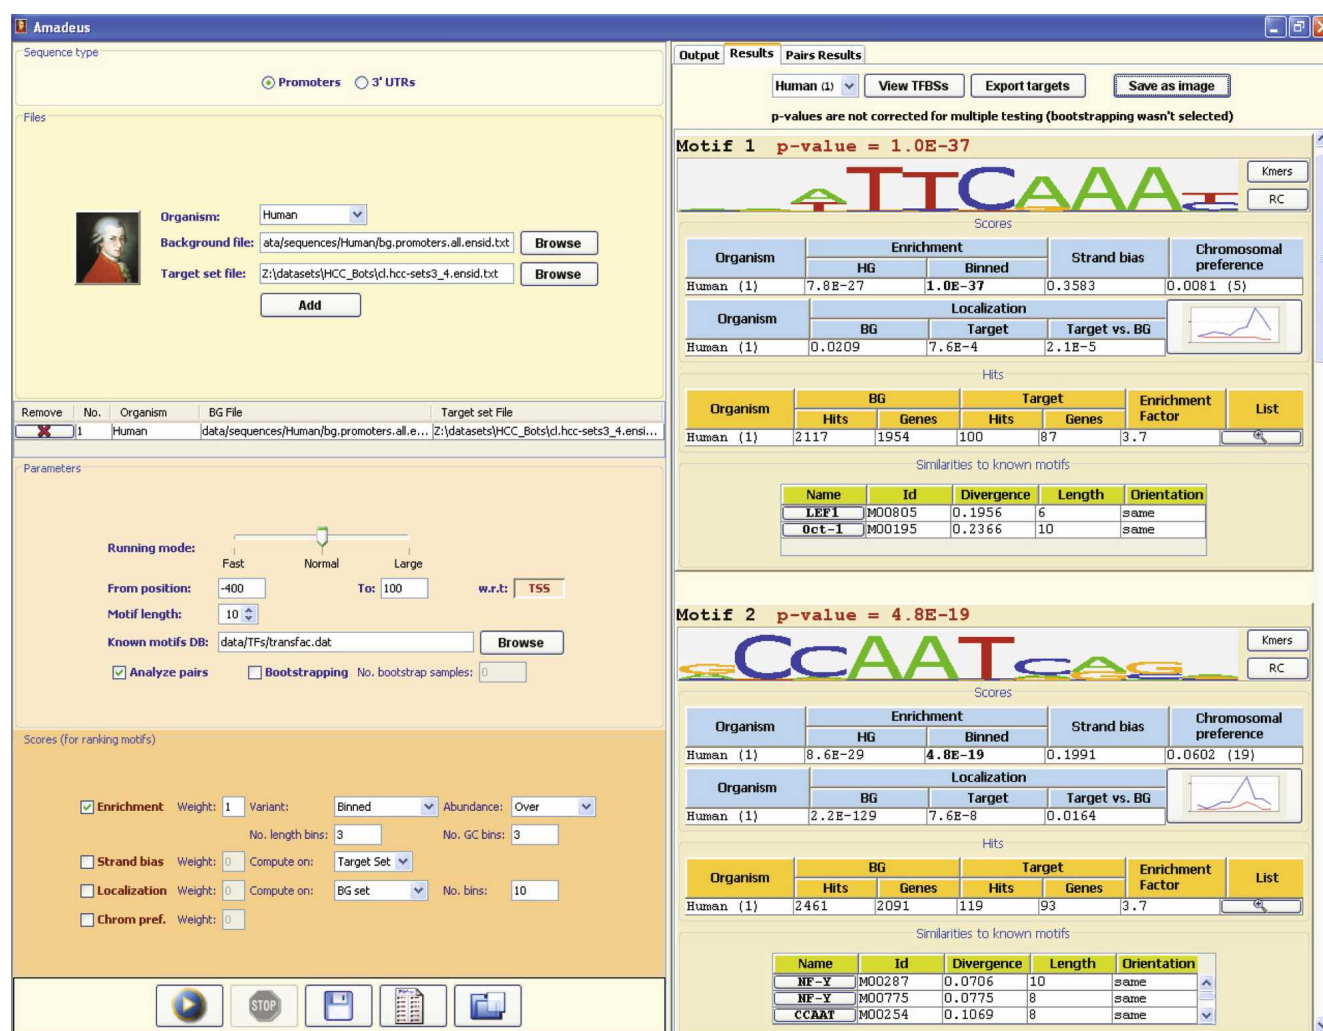 Amadeus
Sequence type
Promoters 3' UTRs
Files
Organism: Human
Background file: ata/sequences/Human/bg.promoters.all.ensid.txt Browse
Target set file: Z:\datasets\HCC_Bots\cl.hcc-sets3_4.ensid.txt Browse
Add
Remove No. Organism BG File Target set File
1 Human data/sequences/Human/bg.promoters.all.e... Z:\datasets\HCC_Bots\cl.hcc-sets3_4.ensi...
Parameters
Running mode:
Fast Normal Large
From position: -400 To: 100 w.r.t: TSS
Motif length: 10
Known motifs DB: data/TFs/transfac.dat Browse
Analyze pairs Bootstrapping No. bootstrap samples: 0
Scores (for ranking motifs)
Enrichment Weight: 1 Variant: Binned Abundance: Over
No. length bins: 3 No. GC bins: 3
Strand bias Weight: 0 Compute on: Target Set
Localization Weight: 0 Compute on: BG set No. bins: 10
Chrom pref. Weight: 0
STOP
Output Results Pairs Results
Human (1) View TFBSs Export targets Save as image
p-values are not corrected for multiple testing (bootstrapping wasn't selected)
Motif 1 p-value = 1.0E-37
ATTCAAA
Kmers
RC
Scores
Organism Enrichment Strand bias Chromosomal preference
HG Binned
Human (1) 7.8E-27 1.0E-37 0.3583 0.0081 (5)
Organism Localization
BG Target Target vs. BG
Human (1) 0.0209 7.6E-4 2.1E-5
Hits
Organism BG Target Enrichment Factor List
Hits Genes Hits Genes
Human (1) 2117 1954 100 87 3.7
Similarities to known motifs
Name Id Divergence Length Orientation
LEF1 M00805 0.1956 6 same
Oct-1 M00195 0.2366 10 same
Motif 2 p-value = 4.8E-19
GCCAATCAG
Kmers
RC
Scores
Organism Enrichment Strand bias Chromosomal preference
HG Binned
Human (1) 8.6E-29 4.8E-19 0.1991 0.0602 (19)
Organism Localization
BG Target Target vs. BG
Human (1) 2.2E-129 7.6E-8 0.0164
Hits
Organism BG Target Enrichment Factor List
Hits Genes Hits Genes
Human (1) 2461 2091 119 93 3.7
Similarities to known motifs
Name Id Divergence Length Orientation
NF-Y M00287 0.0706 10 same
NF-Y M00775 0.0775 8 same
CCAAT M00254 0.1069 8 same